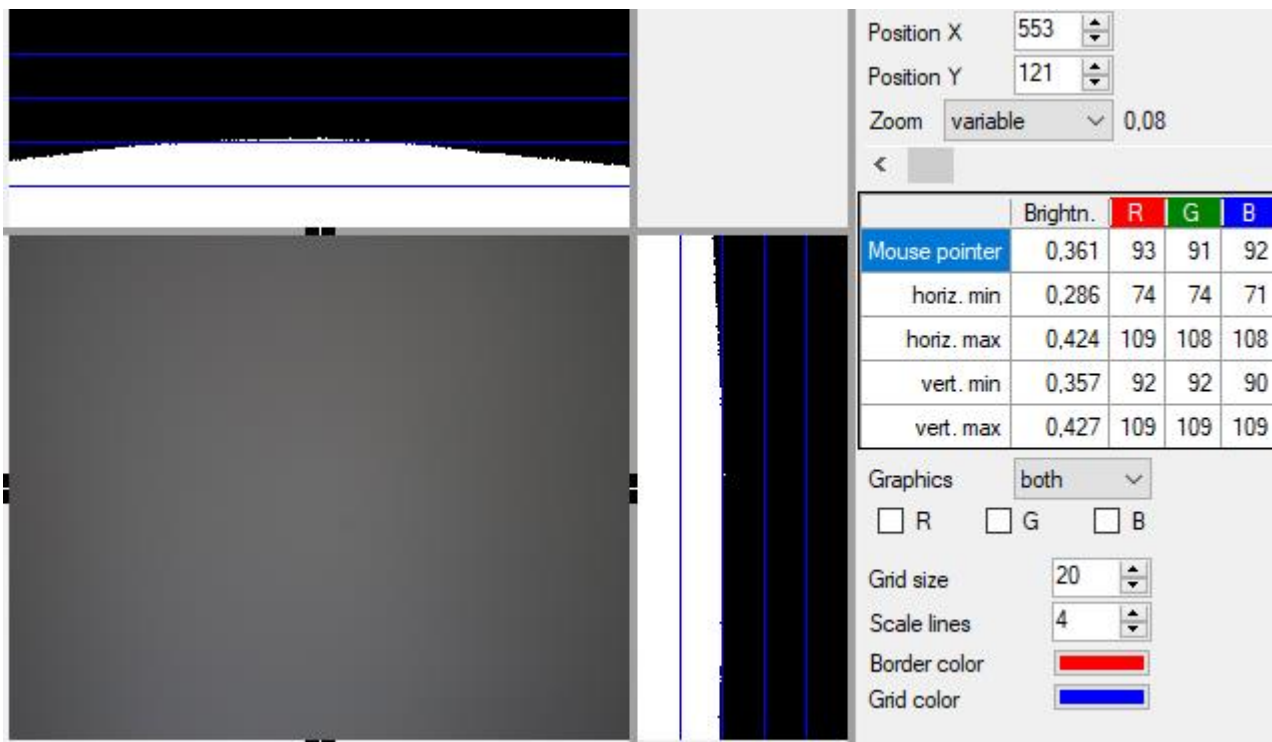 Position X 553
Position Y 121
Zoom variable 0,08
Brightn. R G B
Mouse pointer 0,361 93 91 92
horiz. min 0,286 74 74 71
horiz. max 0,424 109 108 108
vert. min 0,357 92 92 90
vert. max 0,427 109 109 109
Graphics both
R G B
Grid size 20
Scale lines 4
Border color
Grid color